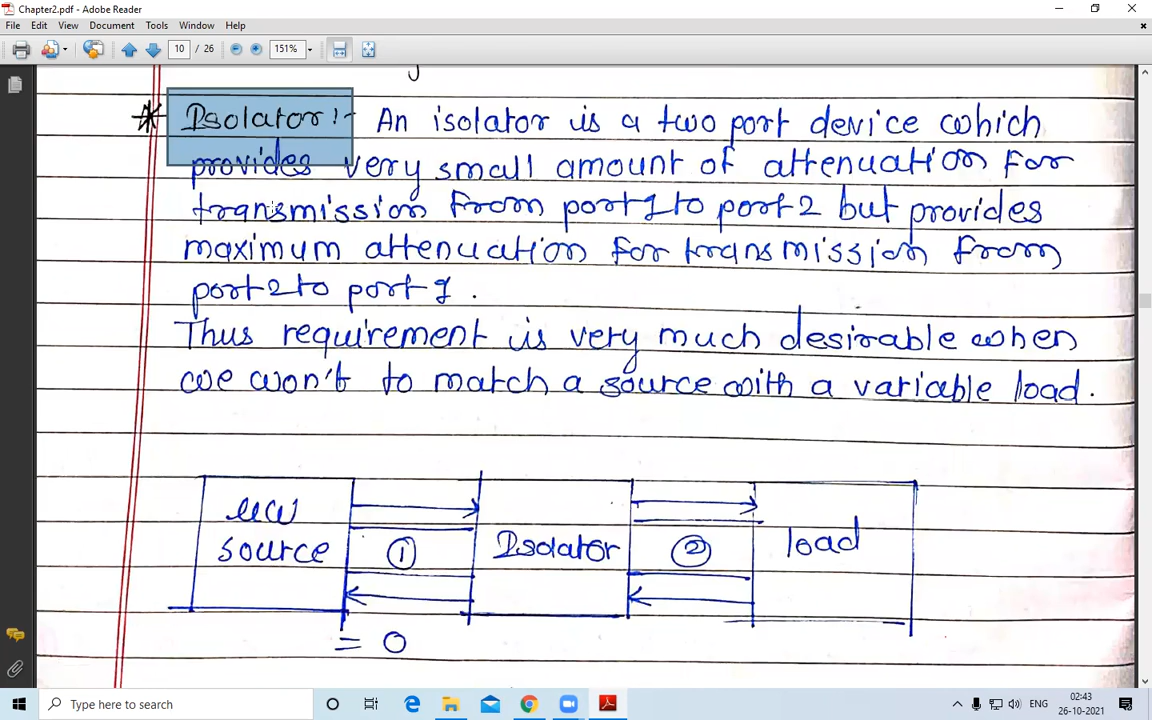 Chapter2.pdf - Adobe Reader
File Edit View Document Tools Window Help
10 / 26 151%
* Isolator :- An isolator is a two port device which
provides very small amount of attenuation for
transmission from port 1 to port 2 but provides
maximum attenuation for transmission from
port 2 to port 1 .
Thus requirement is very much desirable when
we won't to match a source with a variable load.
μW
source
①
Isolator
②
load
= 0
Type here to search
ENG
02:43
26-10-2021